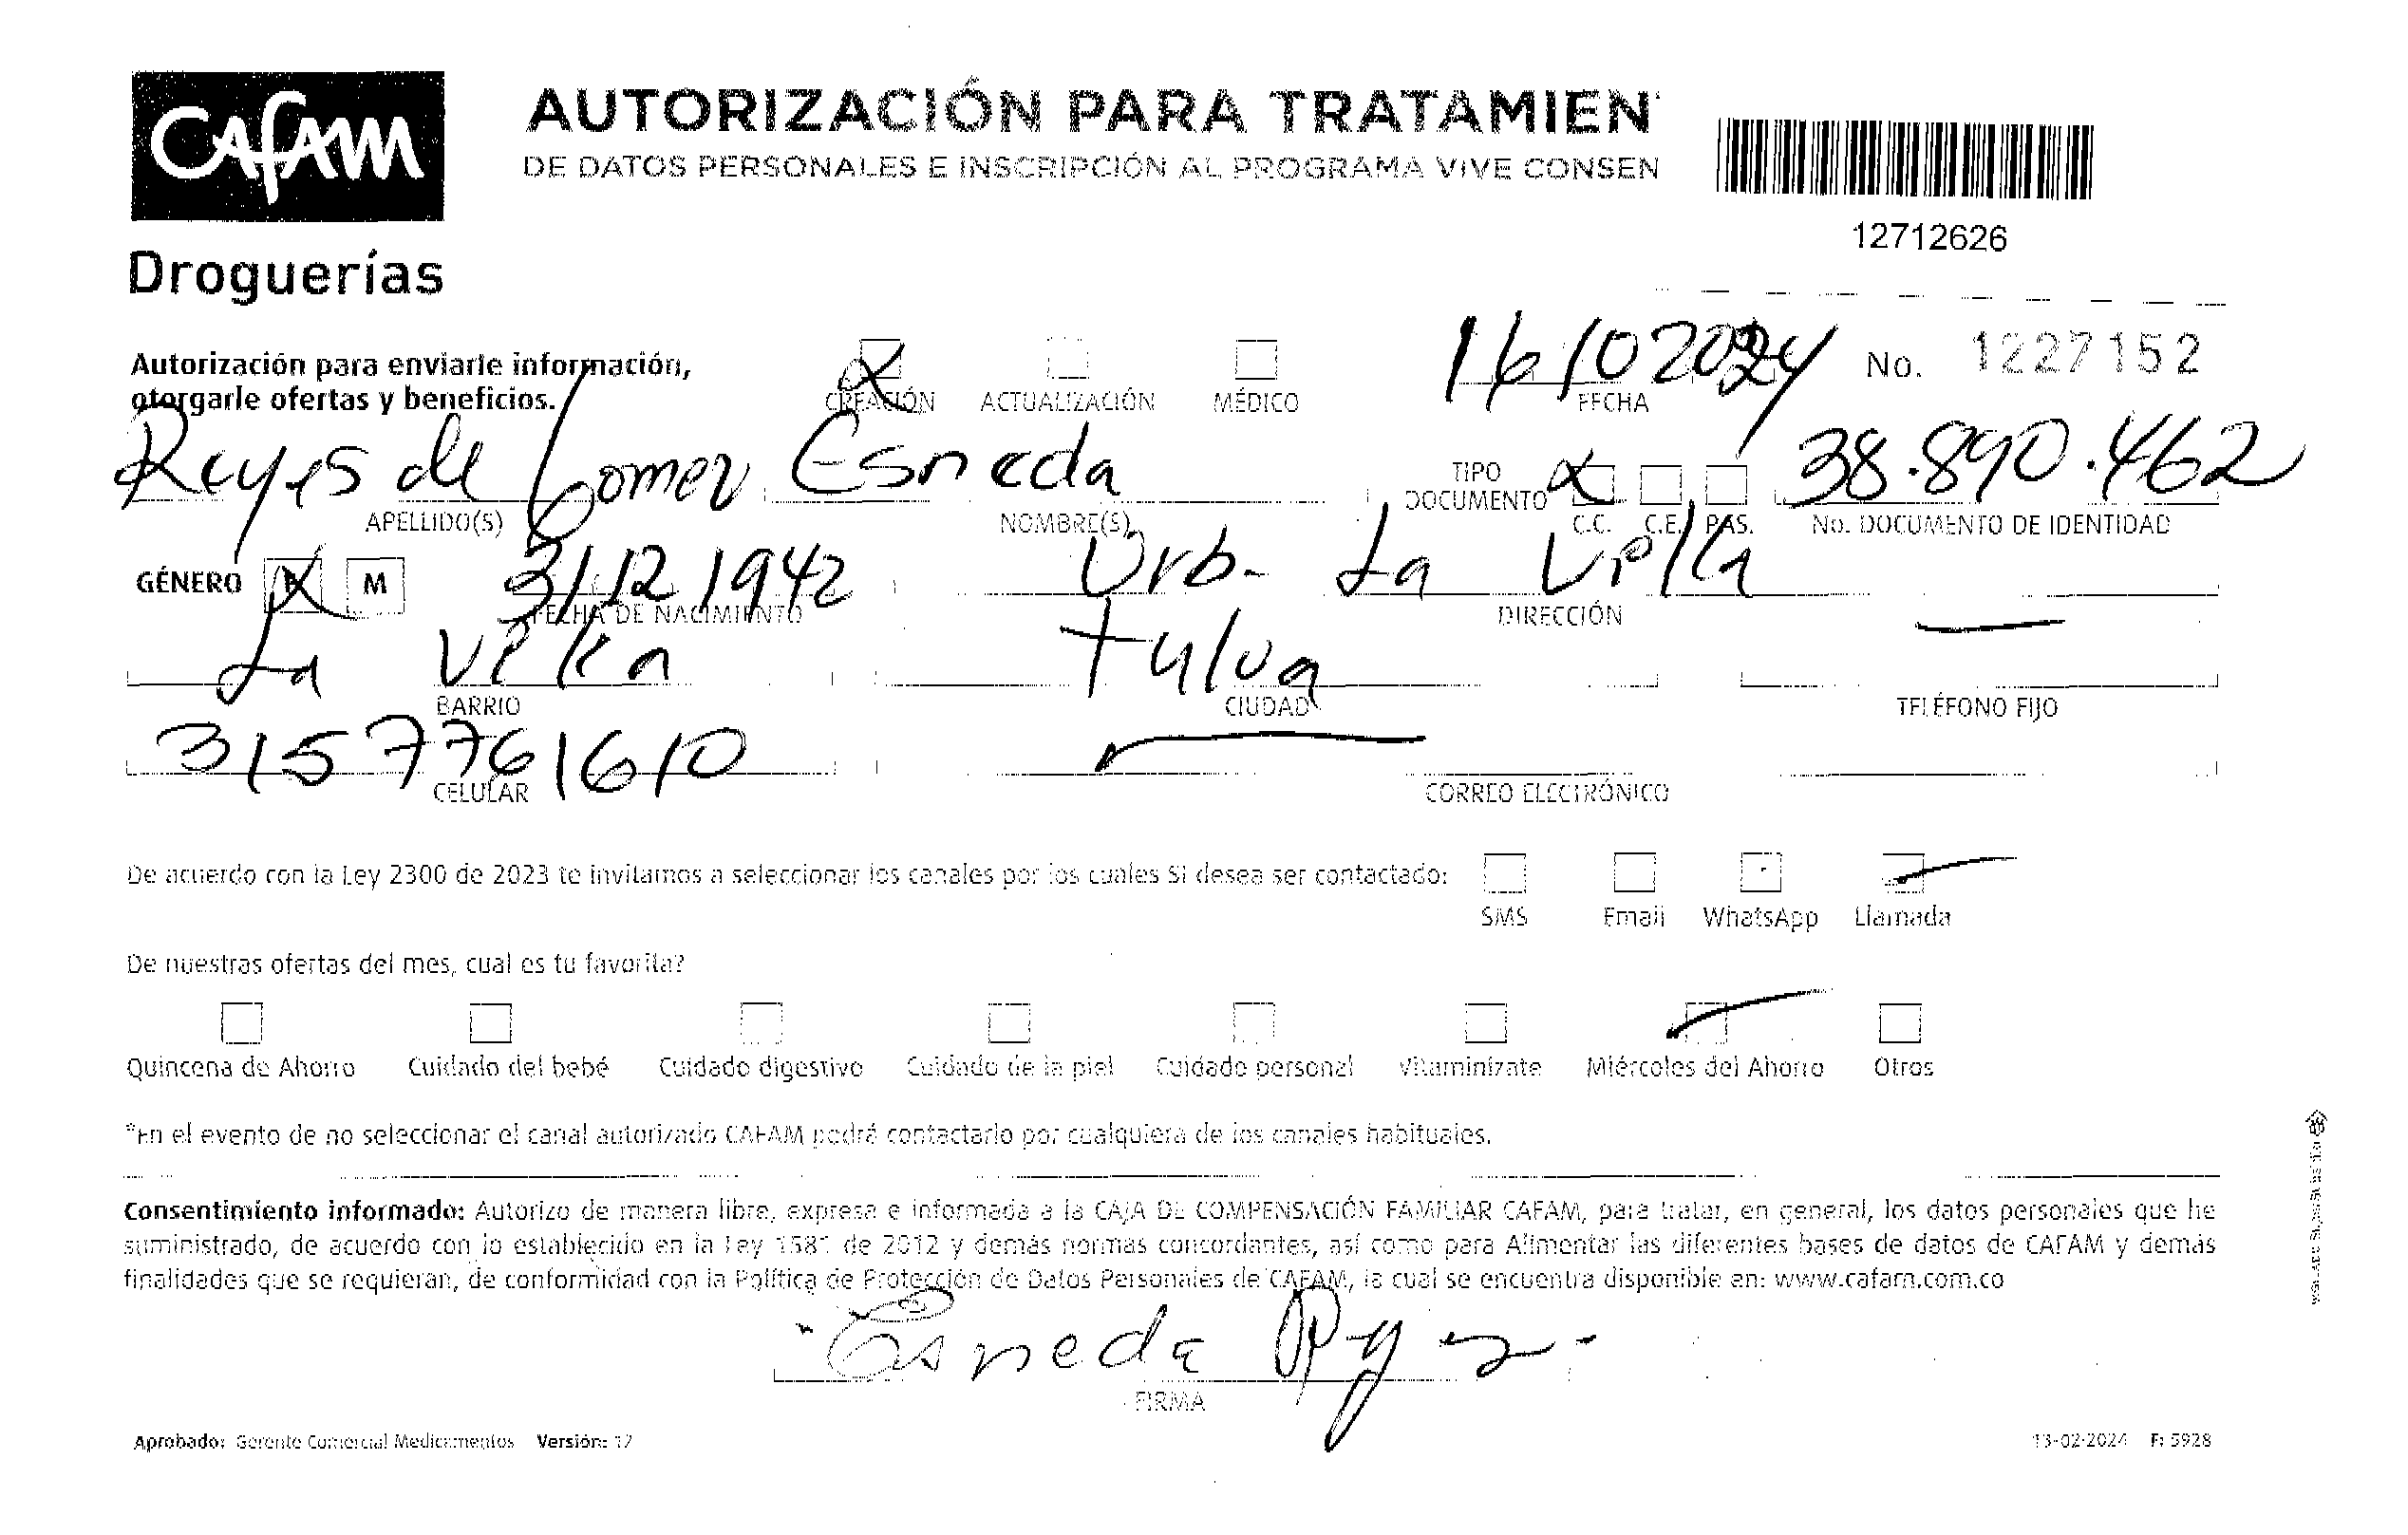 Cafam
Droguerías
AUTORIZACIÓN PARA TRATAMIEN
DE DATOS PERSONALES E INSCRIPCIÓN AL PROGRAMA VIVE CONSEN
12712626
Autorización para enviarle información,
otorgarle ofertas y beneficios.
CREACIÓN ACTUALIZACIÓN MÉDICO
16/02024 No. 1227152
FECHA
Reyes de Gomez Esneda 38.890.462
TIPO DOCUMENTO
APELLIDO(S) NOMBRE(S) C.C. C.E. PAS. No. DOCUMENTO DE IDENTIDAD
GÉNERO F M 31/12/1942 Urb. La Villa
FECHA DE NACIMIENTO DIRECCIÓN
La Villa Tulua
BARRIO CIUDAD TELÉFONO FIJO
3157761610
CELULAR CORREO ELECTRÓNICO
De acuerdo con la Ley 2300 de 2023 te invitamos a seleccionar los canales por los cuales SI desea ser contactado:
SMS Email WhatsApp Llamada
De nuestras ofertas del mes, cual es tu favorita?
Quincena de Ahorro Cuidado del bebé Cuidado digestivo Cuidado de la piel Cuidado personal Vitaminízate Miércoles del Ahorro Otros
*En el evento de no seleccionar el canal autorizado CAFAM podrá contactarlo por cualquiera de los canales habituales.
Consentimiento informado: Autorizo de manera libre, expresa e informada a la CAJA DE COMPENSACIÓN FAMILIAR CAFAM, para tratar, en general, los datos personales que he
suministrado, de acuerdo con lo establecido en la Ley 1581 de 2012 y demás normas concordantes, así como para Alimentar las diferentes bases de datos de CAFAM y demás
finalidades que se requieran, de conformidad con la Política de Protección de Datos Personales de CAFAM, la cual se encuentra disponible en: www.cafam.com.co
Esneda Reyes
FIRMA
Aprobado: Gerente Comercial Medicamentos Versión: 12
13-02-2024 F: 5928